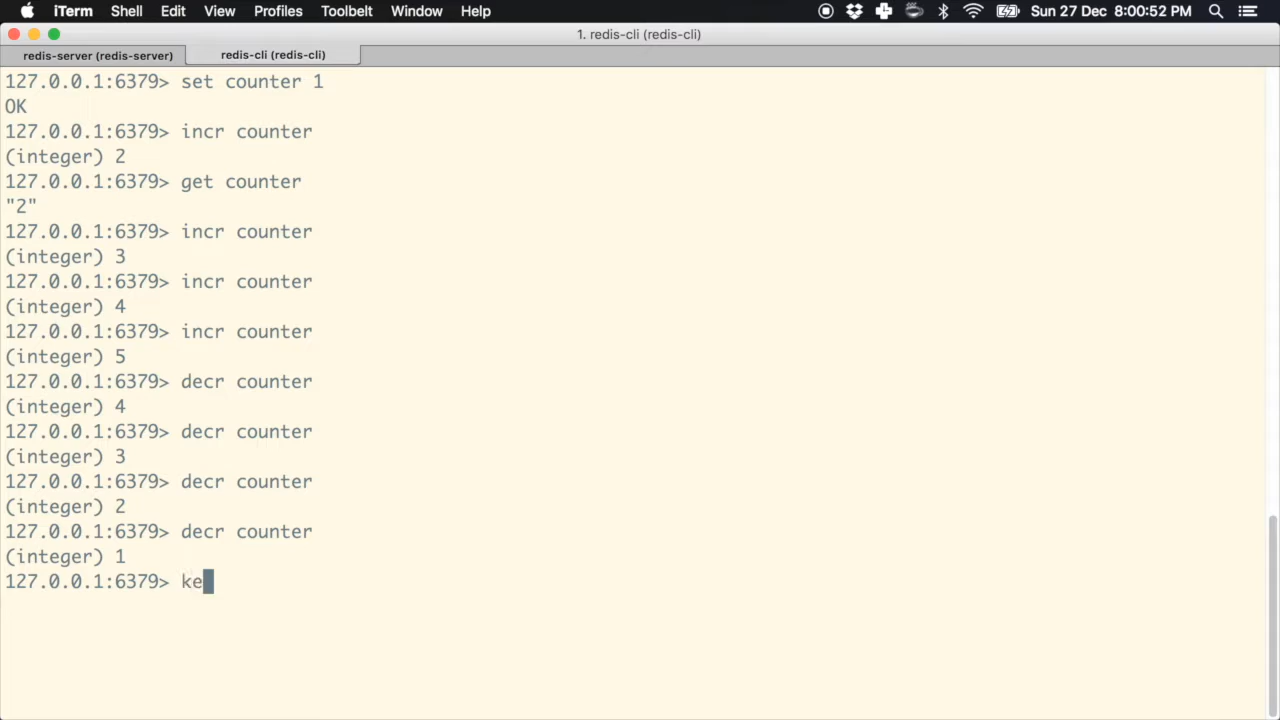 iTerm Shell Edit View Profiles Toolbelt Window Help Sun 27 Dec 8:00:52 PM
1. redis-cli (redis-cli)
redis-server (redis-server) redis-cli (redis-cli)
127.0.0.1:6379> set counter 1
OK
127.0.0.1:6379> incr counter
(integer) 2
127.0.0.1:6379> get counter
"2"
127.0.0.1:6379> incr counter
(integer) 3
127.0.0.1:6379> incr counter
(integer) 4
127.0.0.1:6379> incr counter
(integer) 5
127.0.0.1:6379> decr counter
(integer) 4
127.0.0.1:6379> decr counter
(integer) 3
127.0.0.1:6379> decr counter
(integer) 2
127.0.0.1:6379> decr counter
(integer) 1
127.0.0.1:6379> ke